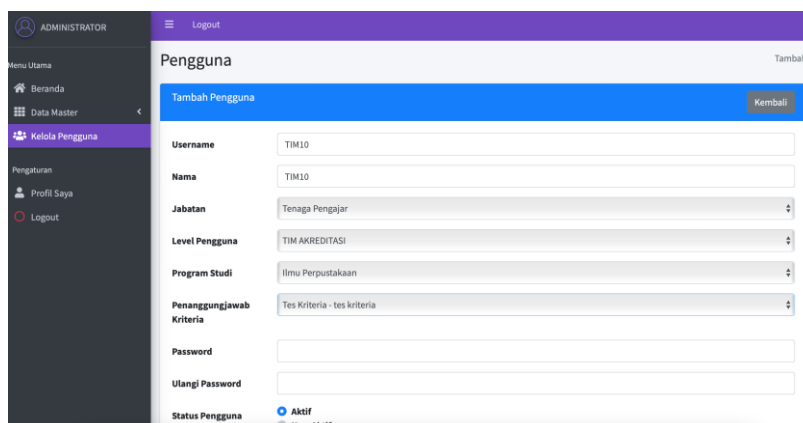 ADMINISTRATOR
Logout
Menu Utama
Beranda
Data Master
Kelola Pengguna
Pengaturan
Profil Saya
Logout
Pengguna
Tambah Pengguna
Kembali
Username TIM10
Nama TIM10
Jabatan Tenaga Pengajar
Level Pengguna TIM AKREDITASI
Program Studi Ilmu Perpustakaan
Penanggungjawab Tes Kriteria - tes kriteria
Kriteria
Password
Ulangi Password
Status Pengguna Aktif